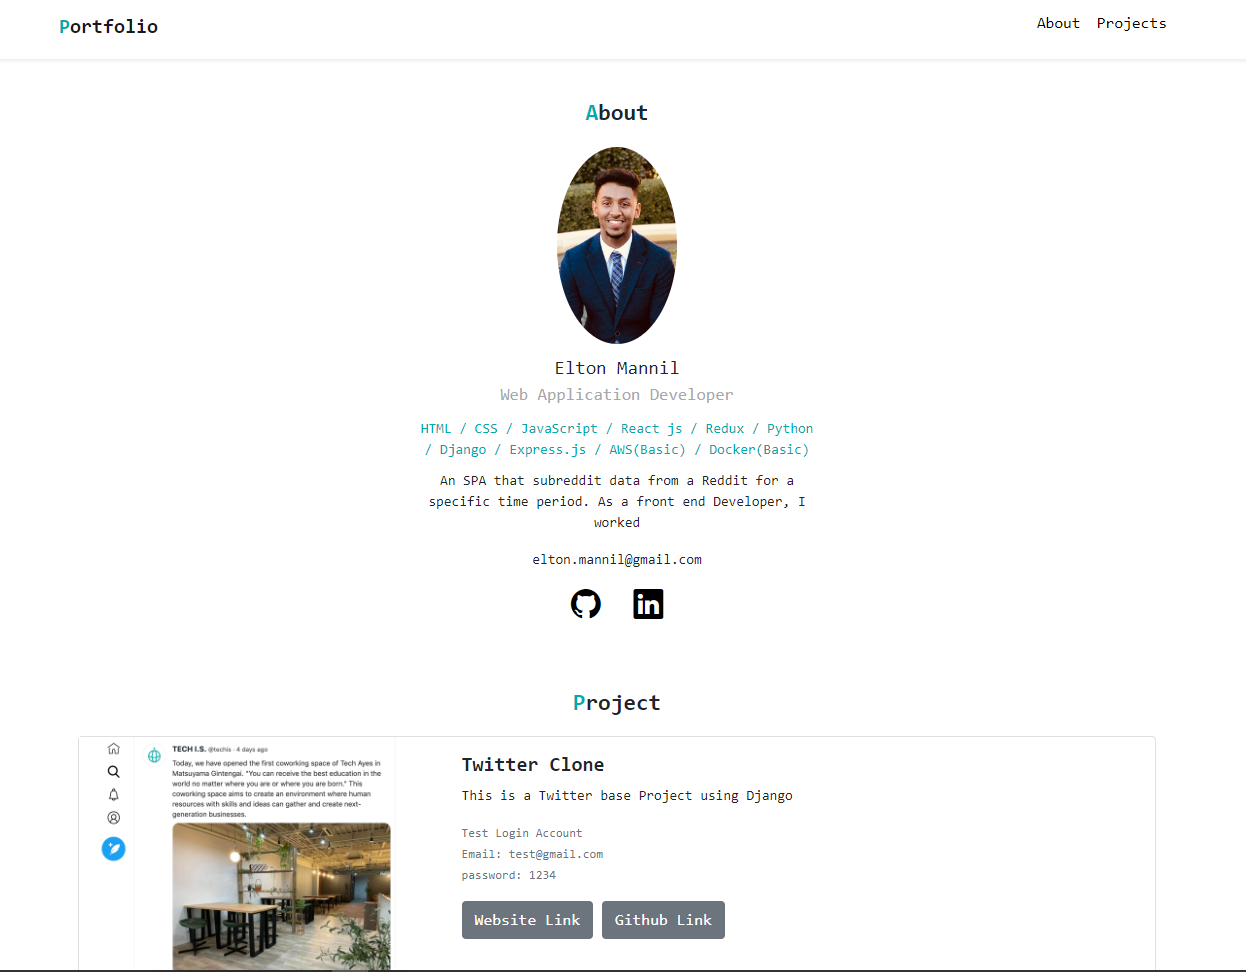 Portfolio
About Projects
About
Elton Mannil
Web Application Developer
HTML / CSS / JavaScript / React js / Redux / Python
/ Django / Express.js / AWS(Basic) / Docker(Basic)
An SPA that subreddit data from a Reddit for a
specific time period. As a front end Developer, I
worked
elton.mannil@gmail.com
in
Project
TECH I.S. @techis · 4 days ago
Today, we have opened the first coworking space of Tech Ayes in
Matsuyama Gintengai. "You can receive the best education in the
world no matter where you are or where you are born." This
coworking space aims to create an environment where human
resources with skills and ideas can gather and create next-
generation businesses.
Twitter Clone
This is a Twitter base Project using Django
Test Login Account
Email: test@gmail.com
password: 1234
Website Link
Github Link